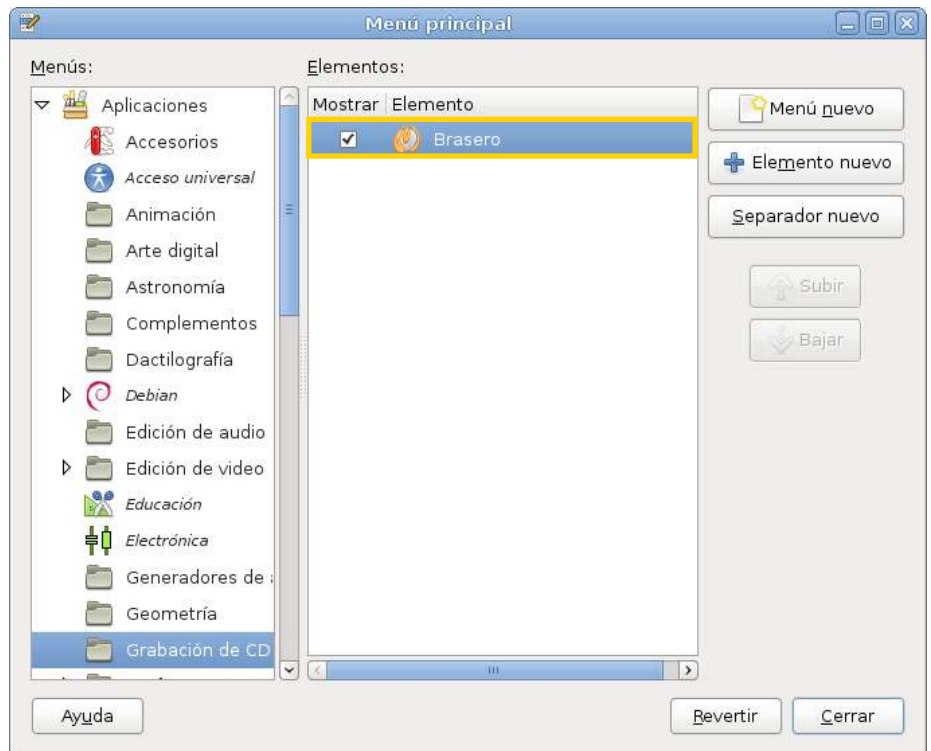 Menú principal
Menús:
Elementos:
Aplicaciones
Accesorios
Acceso universal
Animación
Arte digital
Astronomía
Complementos
Dactilografía
Debian
Edición de audio
Edición de video
Educación
Electrónica
Generadores de
Geometría
Grabación de CD
Mostrar Elemento
Brasero
Menú nuevo
Elemento nuevo
Separador nuevo
Subir
Bajar
Ayuda
Revertir
Cerrar